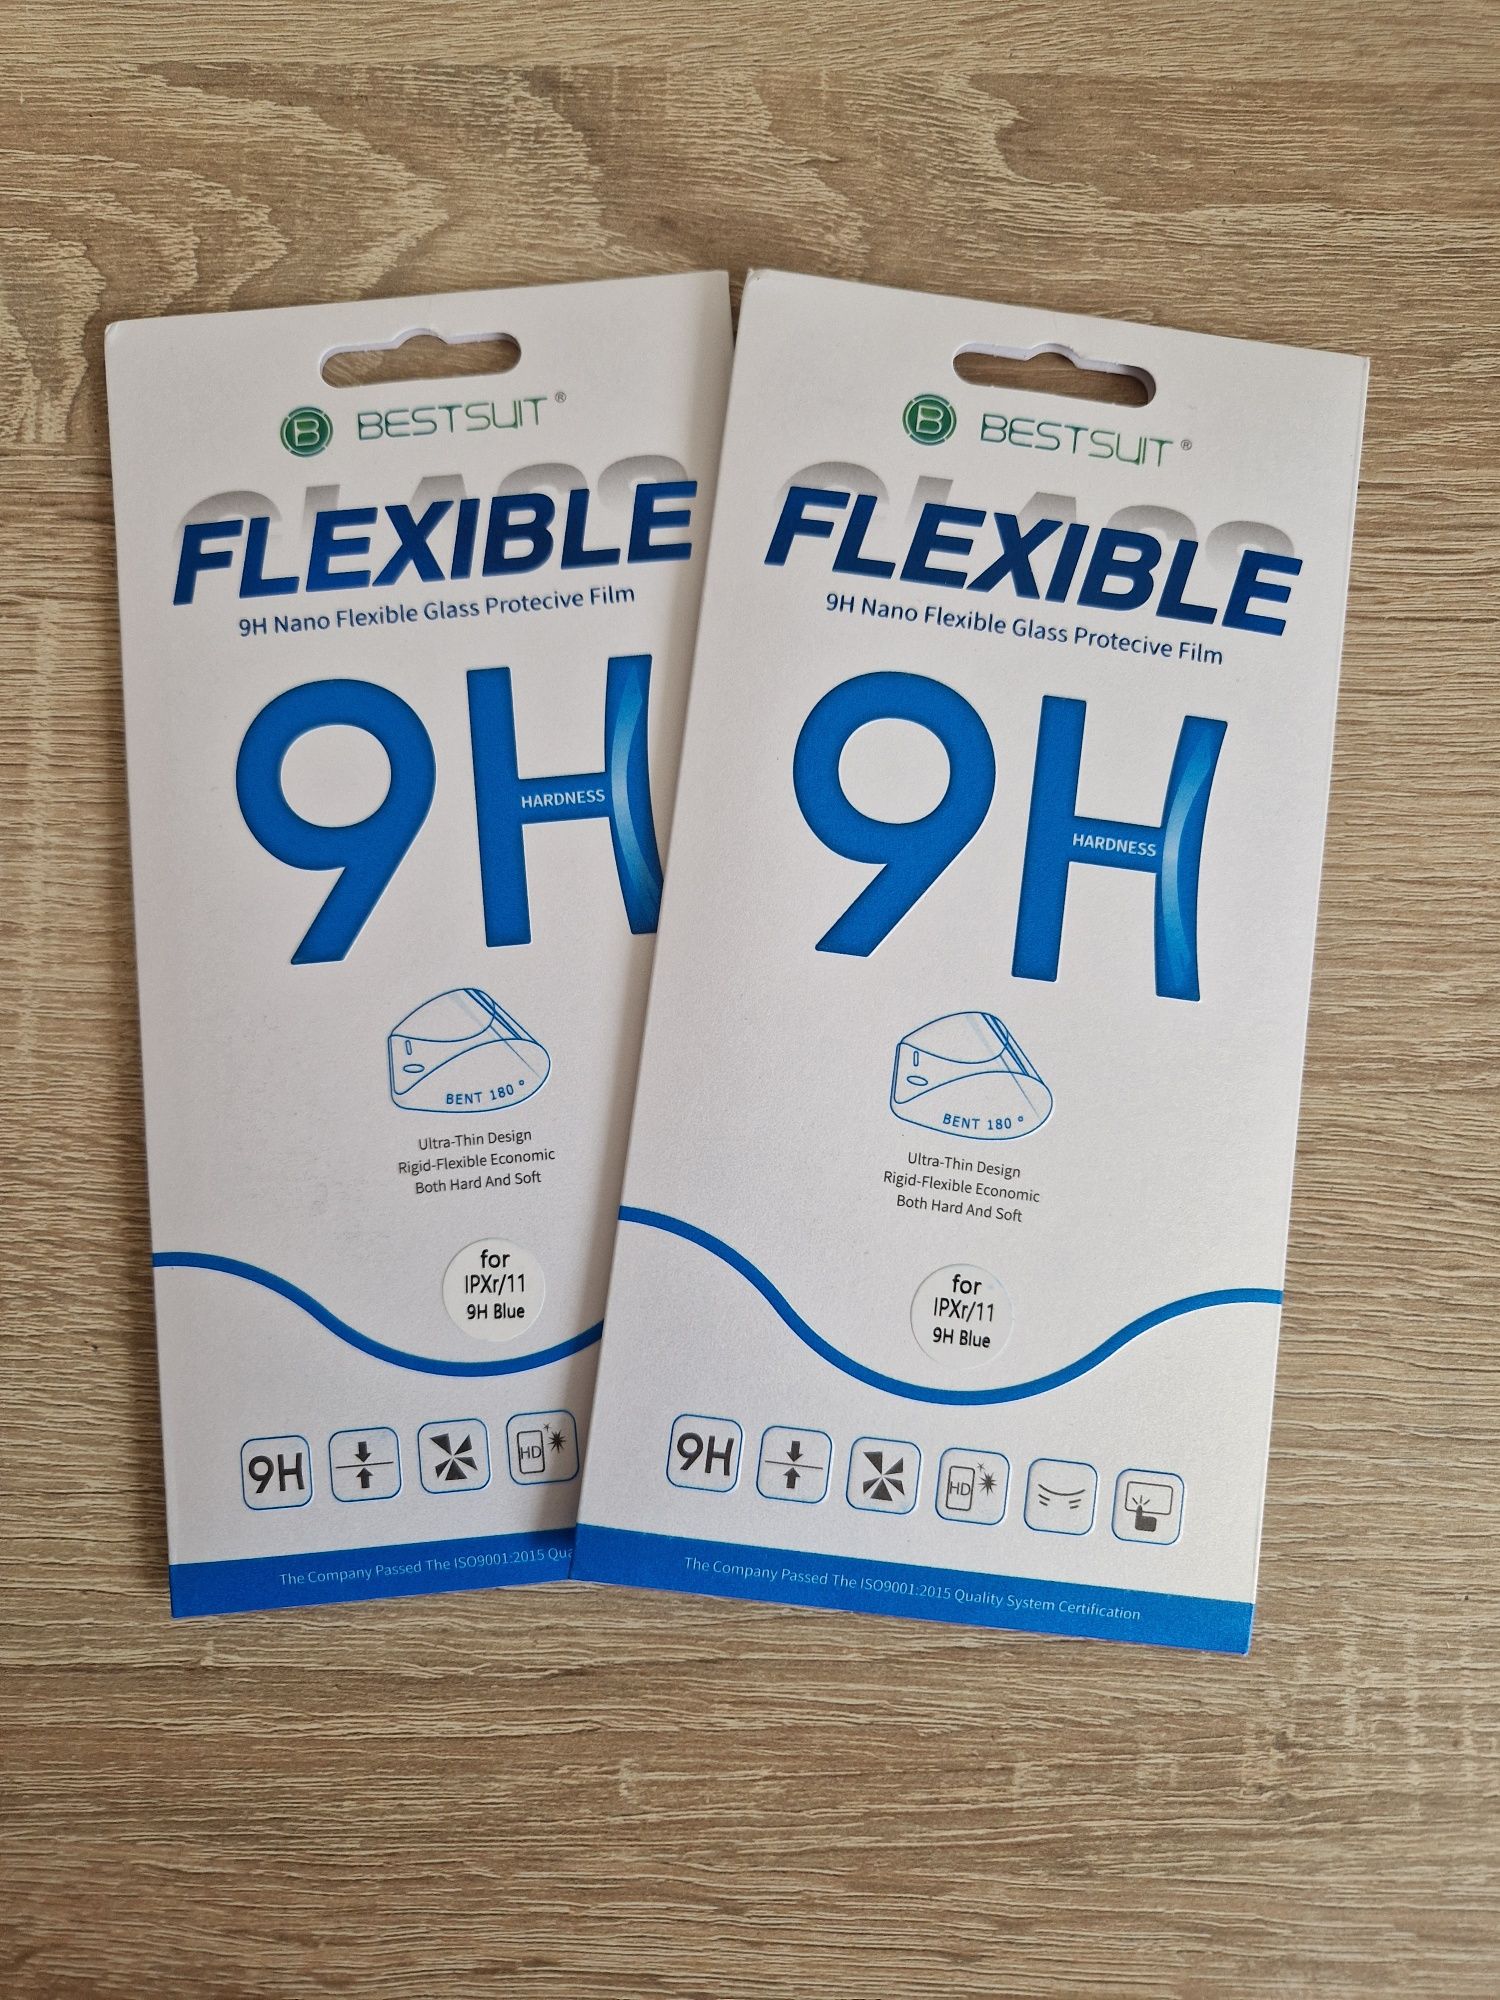 BESTSUIT®
GLASS
FLEXIBLE
9H Nano Flexible Glass Protecive Film
9H
HARDNESS
BENT 180°
Ultra-Thin Design
Rigid-Flexible Economic
Both Hard And Soft
for
IPXr/11
9H Blue
9H
HD
The Company Passed The ISO9001:2015 Qua
BESTSUIT®
GLASS
FLEXIBLE
9H Nano Flexible Glass Protecive Film
9H
HARDNESS
BENT 180°
Ultra-Thin Design
Rigid-Flexible Economic
Both Hard And Soft
for
IPXr/11
9H Blue
9H
HD
The Company Passed The ISO9001:2015 Quality System Certification